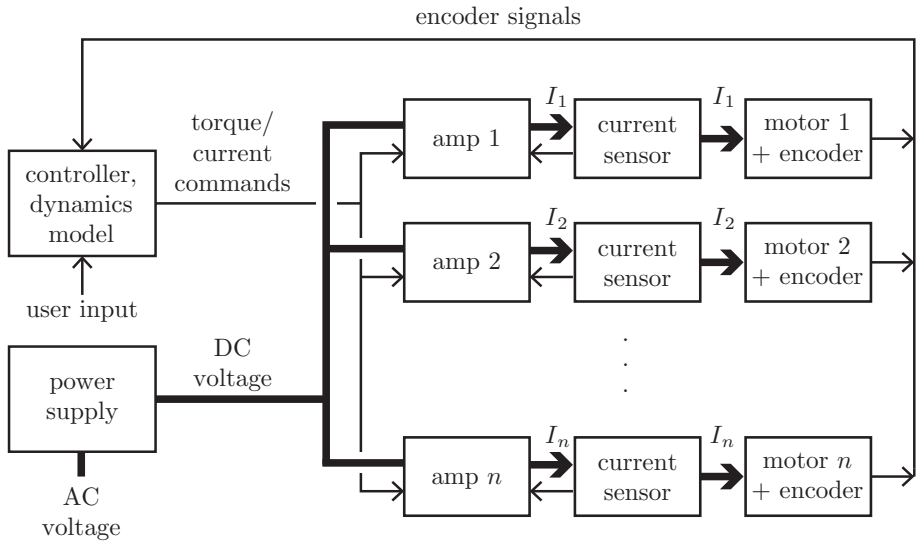 encoder signals
torque/
current
commands
controller,
dynamics
model
user input
power
supply
AC
voltage
DC
voltage
amp 1
I1
current
sensor
I1
motor 1
+ encoder
amp 2
I2
current
sensor
I2
motor 2
+ encoder
.
.
.
amp n
In
current
sensor
In
motor n
+ encoder